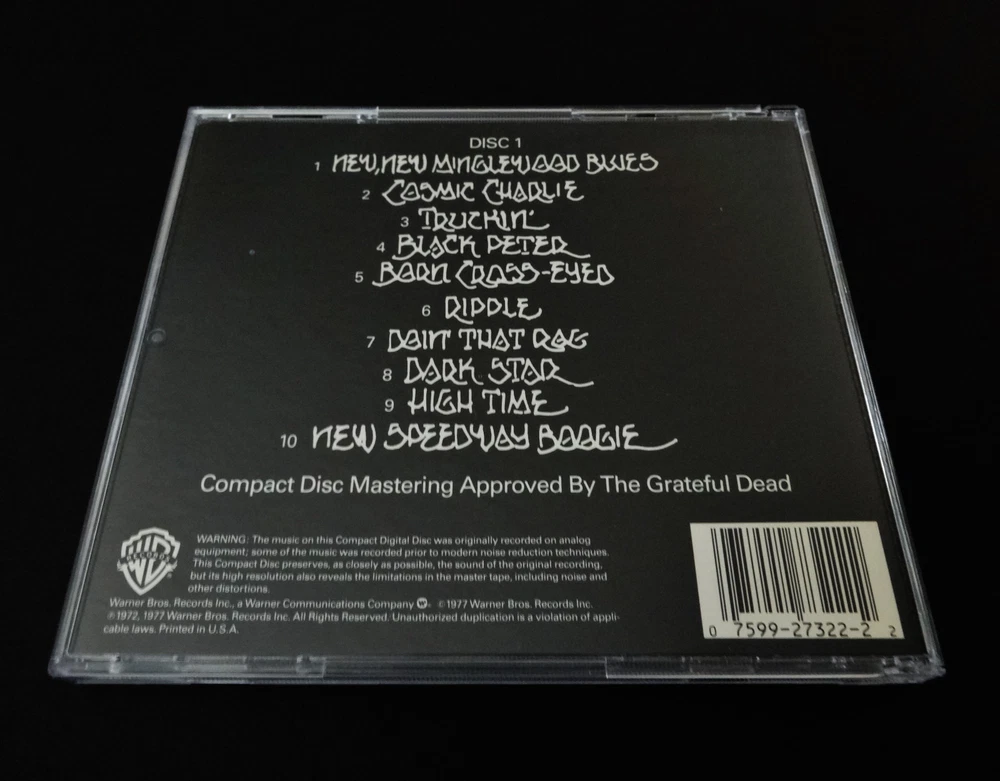 DISC 1
1 NEW, NEW MINGLEWOOD BLUES
2 COSMIC CHARLIE
3 TRUCKIN'
4 BLACK PETER
5 BORN CROSS-EYED
6 RIPPLE
7 DOIN' THAT RAG
8 DARK STAR
9 HIGH TIME
10 NEW SPEEDWAY BOOGIE
Compact Disc Mastering Approved By The Grateful Dead
WB
RECORDS
WARNING: The music on this Compact Digital Disc was originally recorded on analog
equipment; some of the music was recorded prior to modern noise reduction techniques.
This Compact Disc preserves, as closely as possible, the sound of the original recording,
but its high resolution also reveals the limitations in the master tape, including noise and
other distortions.
Warner Bros. Records Inc., a Warner Communications Company. ©1977 Warner Bros. Records Inc.
℗1972, 1977 Warner Bros. Records Inc. All Rights Reserved. Unauthorized duplication is a violation of appli-
cable laws. Printed in U.S.A.
0 7599-27322-2 2